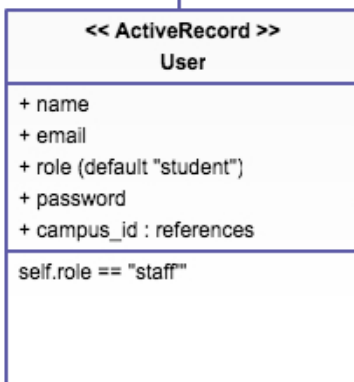 << ActiveRecord >>
User
+ name
+ email
+ role (default "student")
+ password
+ campus_id : references
self.role == "staff'"